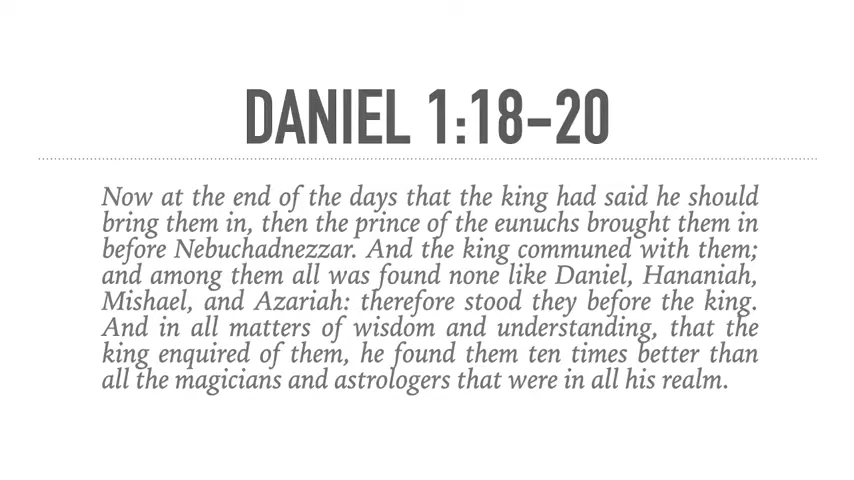 DANIEL 1:18–20
Now at the end of the days that the king had said he should
bring them in, then the prince of the eunuchs brought them in
before Nebuchadnezzar. And the king communed with them;
and among them all was found none like Daniel, Hananiah,
Mishael, and Azariah: therefore stood they before the king.
And in all matters of wisdom and understanding, that the
king enquired of them, he found them ten times better than
all the magicians and astrologers that were in all his realm.